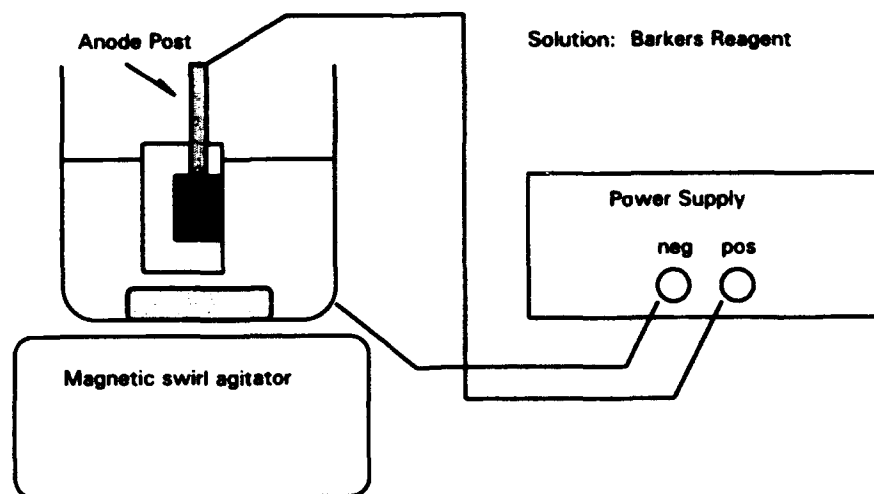 Anode Post
Solution: Barkers Reagent
Power Supply
neg pos
Magnetic swirl agitator